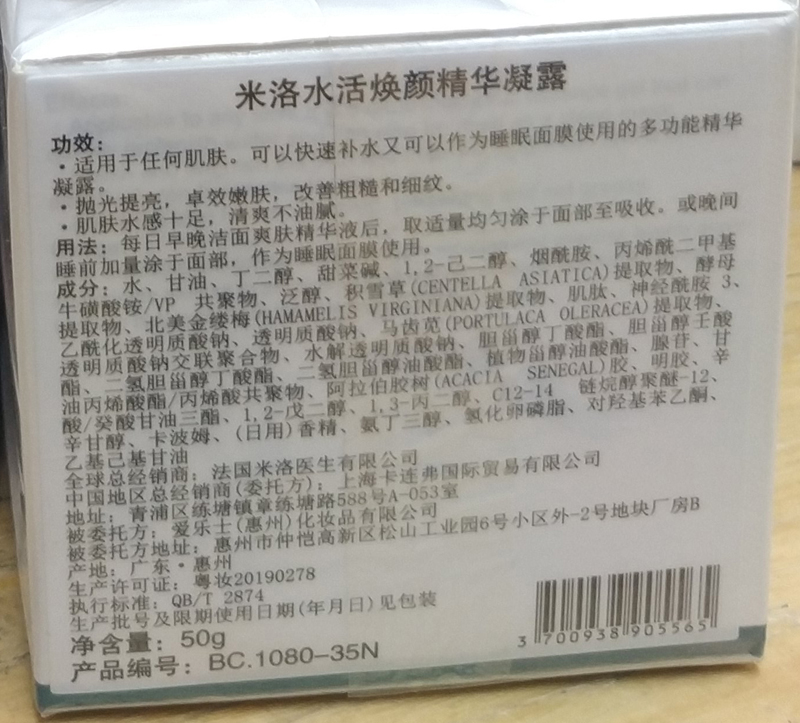 米洛水活焕颜精华凝露
功效：
·适用于任何肌肤。可以快速补水又可以作为睡眠面膜使用的多功能精华
凝露。
·抛光提亮，卓效嫩肤，改善粗糙和细纹。
·肌肤水感十足，清爽不油腻。
用法：每日早晚洁面爽肤精华液后，取适量均匀涂于面部至吸收。或晚间
睡前加量涂于面部，作为睡眠面膜使用。
成分：水、甘油、丁二醇、甜菜碱、1,2-己二醇、烟酰胺、丙烯酰二甲基
牛磺酸铵/VP 共聚物、泛醇、积雪草(CENTELLA ASIATICA)提取物、酵母
提取物、北美金缕梅(HAMAMELIS VIRGINIANA)提取物、肌肽、神经酰胺 3、
乙酰化透明质酸钠、透明质酸钠、马齿苋(PORTULACA OLERACEA)提取物、
透明质酸钠交联聚合物、水解透明质酸钠、胆甾醇丁酸酯、胆甾醇壬酸
酯、二氢胆甾醇丁酸酯、二氢胆甾醇油酸酯、植物甾醇油酸酯、腺苷、甘
油丙烯酸酯/丙烯酸共聚物、阿拉伯胶树(ACACIA SENEGAL)胶、明胶、辛
酸/癸酸甘油三酯、1,2-戊二醇、1,3-丙二醇、C12-14 链烷醇聚醚-12、
辛甘醇、卡波姆、(日用)香精、氨丁三醇、氢化卵磷脂、对羟基苯乙酮、
乙基己基甘油
全球总经销商：法国米洛医生有限公司
中国地区总经销商(委托方)：上海卡连弗国际贸易有限公司
地址：青浦区练塘镇章练塘路588号A-053室
被委托方：爱乐士(惠州)化妆品有限公司
被委托方地址：惠州市仲恺高新区松山工业园6号小区外-2号地块厂房B
产地：广东·惠州
生产许可证：粤妆20190278
执行标准：QB/T 2874
生产批号及限期使用日期(年月日)见包装
净含量：50g
产品编号：BC.1080-35N
3 700938 905565